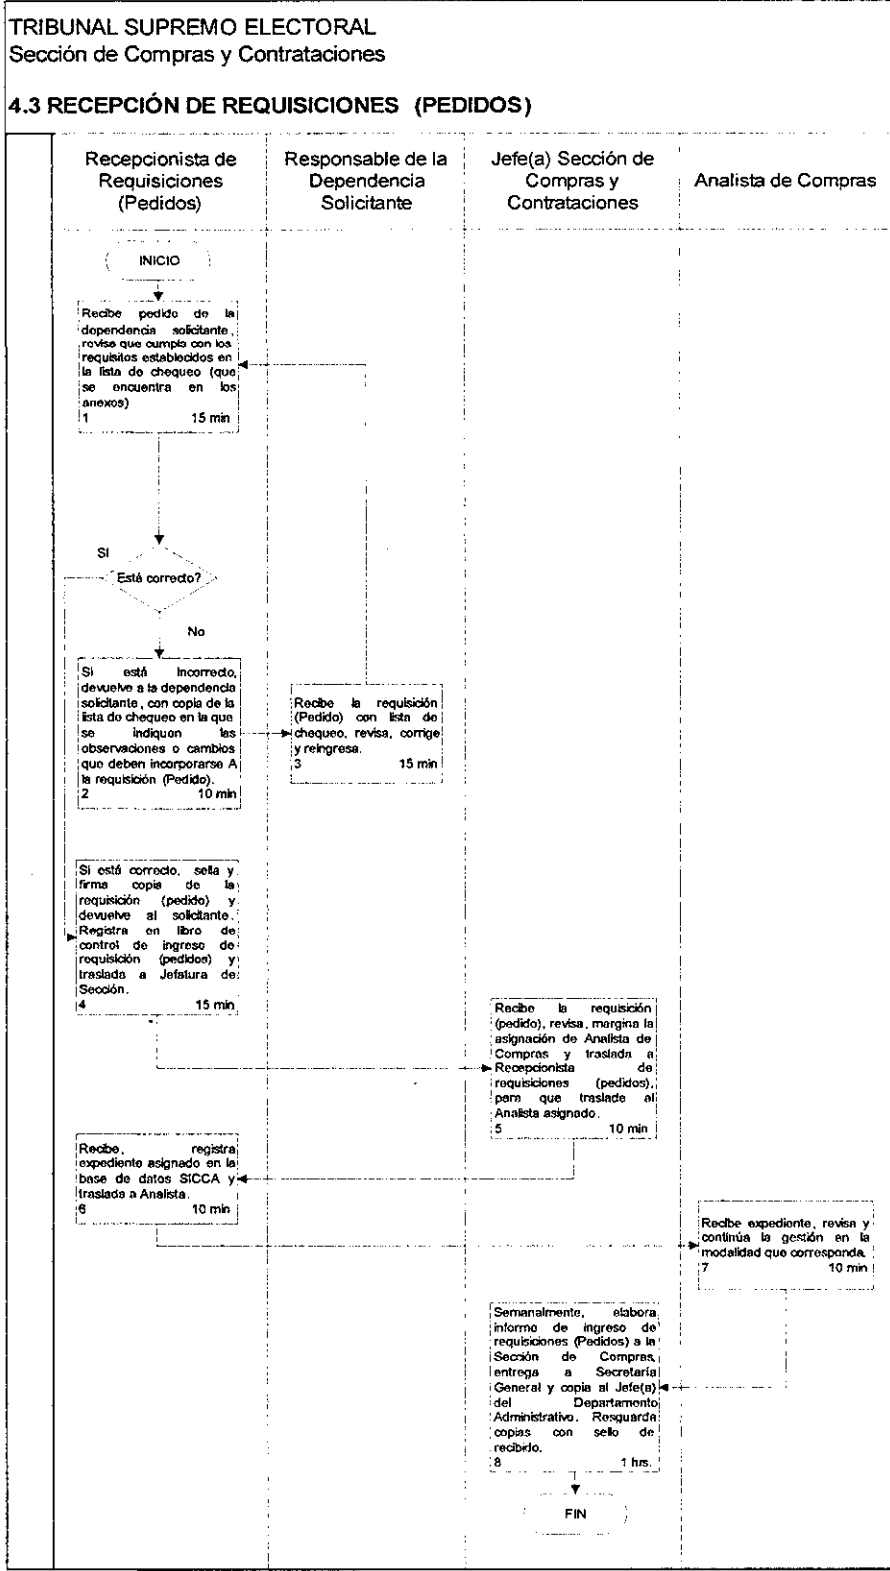 TRIBUNAL SUPREMO ELECTORAL
Sección de Compras y Contrataciones
4.3 RECEPCIÓN DE REQUISICIONES (PEDIDOS)
Recepcionista de
Requisiciones
(Pedidos)
Responsable de la
Dependencia
Solicitante
Jefe(a) Sección de
Compras y
Contrataciones
Analista de Compras
INICIO
Recibe pedido de la
dependencia solicitante,
revisa que cumpla con los
requisitos establecidos en
la lista de chequeo (que
se encuentra en los
anexos)
1 15 min
SI
Está correcto?
No
Si está Incorrecto,
devuelve a la dependencia
solicitante, con copia de la
lista de chequeo en la que
se indiquen las
observaciones o cambios
que deben incorporarse A
la requisición (Pedido).
2 10 min
Recibe la requisición
(Pedido) con lista de
chequeo, revisa, corrige
y reingresa.
3 15 min
Si está correcto, sella y
firma copia de la
requisición (pedido) y
devuelve al solicitante.
Registra en libro de
control de ingreso de
requisición (pedidos) y
traslada a Jefatura de
Sección.
4 15 min
Recibe la requisición
(pedido), revisa, margina la
asignación de Analista de
Compras y traslada a
Recepcionista de
requisiciones (pedidos),
para que traslade al
Analista asignado.
5 10 min
Recibe, registra
expediente asignado en la
base de datos SICCA y
traslada a Analista.
6 10 min
Recibe expediente, revisa y
continúa la gestión en la
modalidad que corresponda.
7 10 min
Semanalmente, elabora
informe de ingreso de
requisiciones (Pedidos) a la
Sección de Compras,
entrega a Secretaría
General y copia al Jefe(a)
del Departamento
Administrativo. Resguarda
copias con sello de
recibido.
8 1 hrs.
FIN